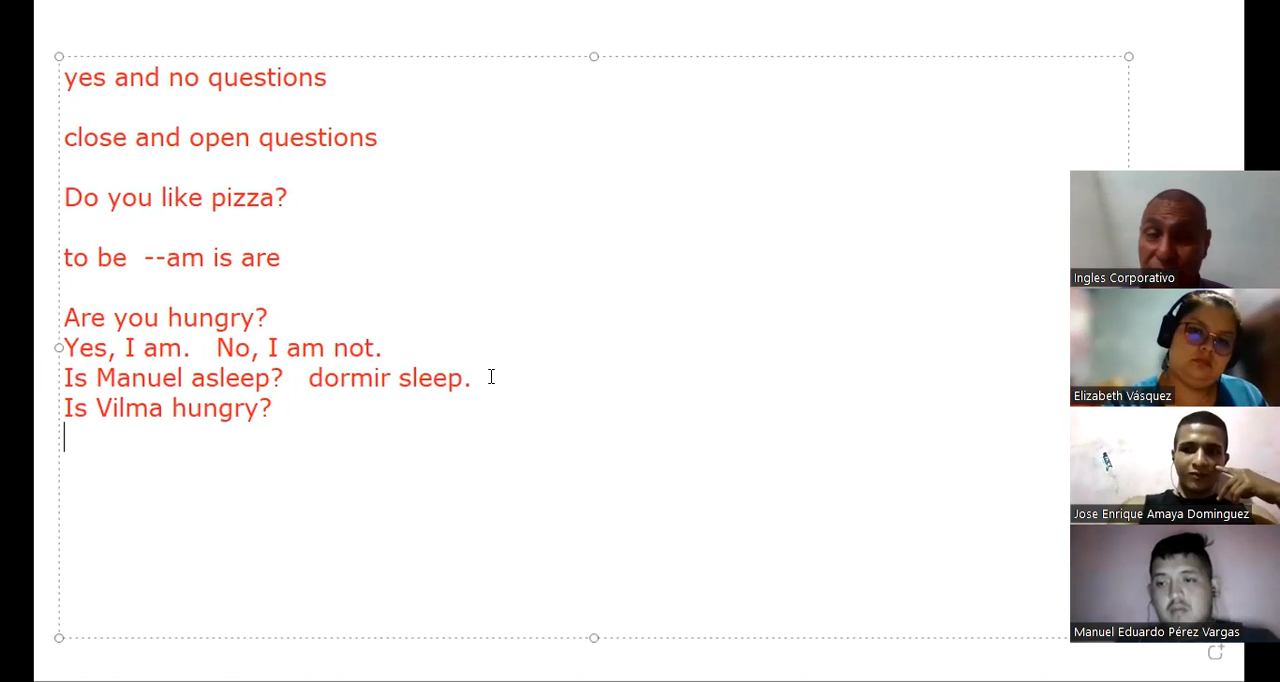 yes and no questions
close and open questions
Do you like pizza?
to be  --am is are
Are you hungry?
Yes, I am.   No, I am not.
Is Manuel asleep?   dormir sleep.
Is Vilma hungry?
Ingles Corporativo
Elizabeth Vásquez
Jose Enrique Amaya Dominguez
Manuel Eduardo Pérez Vargas